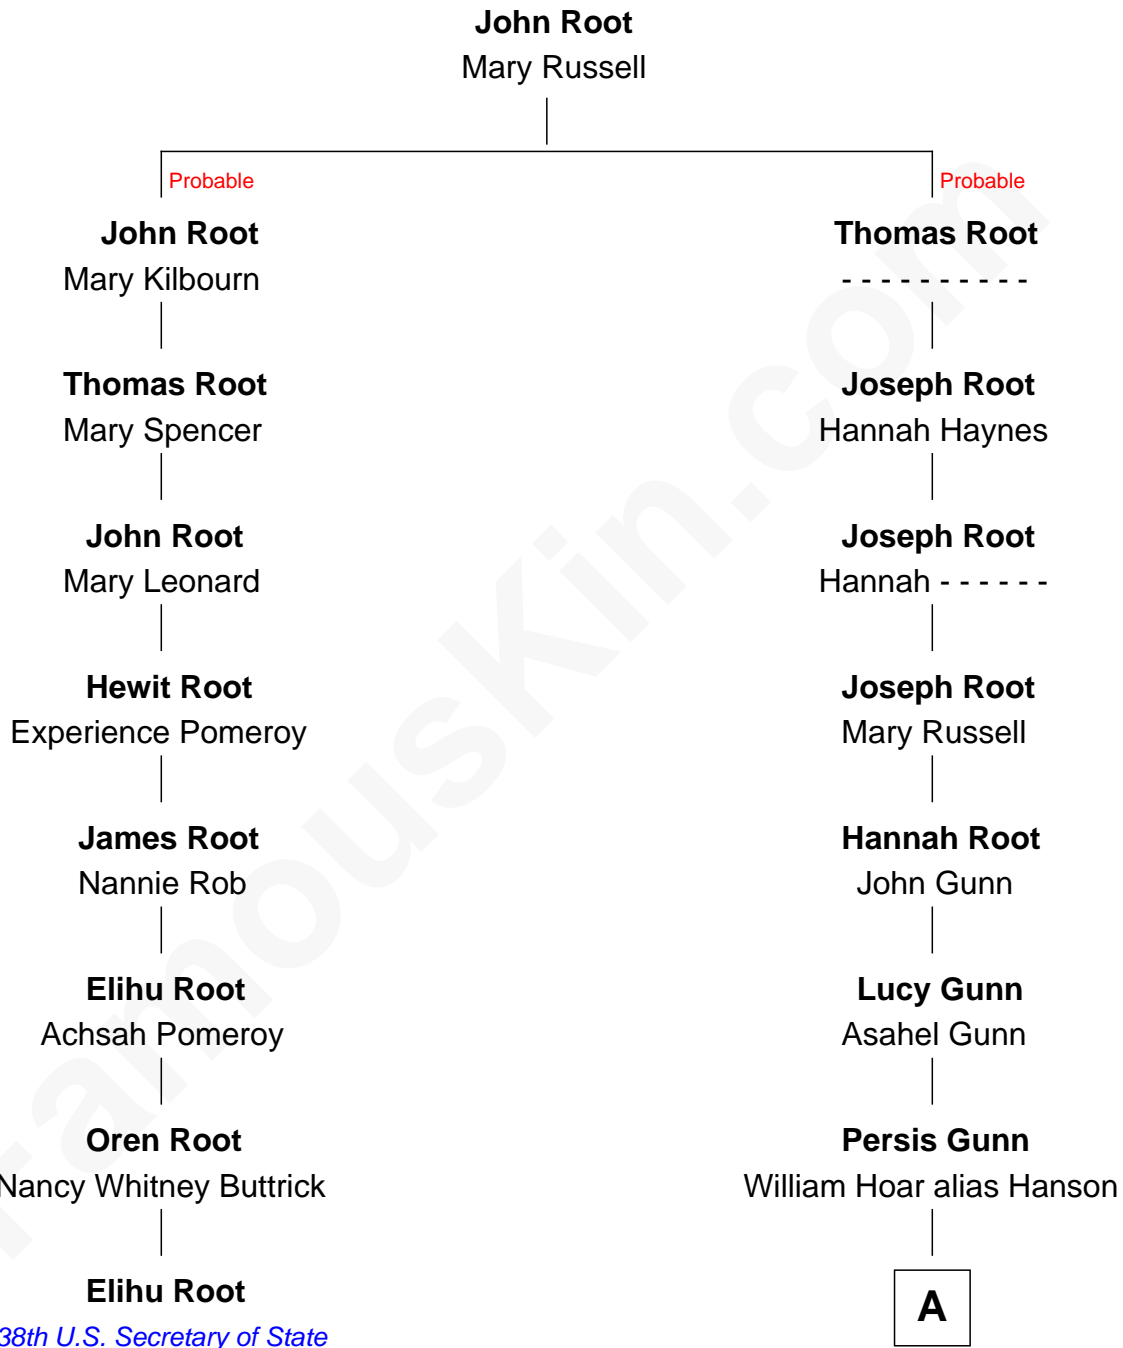 John Root
Mary Russell
Probable
Probable
John Root
Mary Kilbourn
Thomas Root
- - - - - - - - - -
Thomas Root
Mary Spencer
Joseph Root
Hannah Haynes
John Root
Mary Leonard
Joseph Root
Hannah - - - - - -
Hewit Root
Experience Pomeroy
Joseph Root
Mary Russell
James Root
Nannie Rob
Hannah Root
John Gunn
Elihu Root
Achsah Pomeroy
Lucy Gunn
Asahel Gunn
Oren Root
Nancy Whitney Buttrick
Persis Gunn
William Hoar alias Hanson
Elihu Root
38th U.S. Secretary of State
A
FamousKin.com